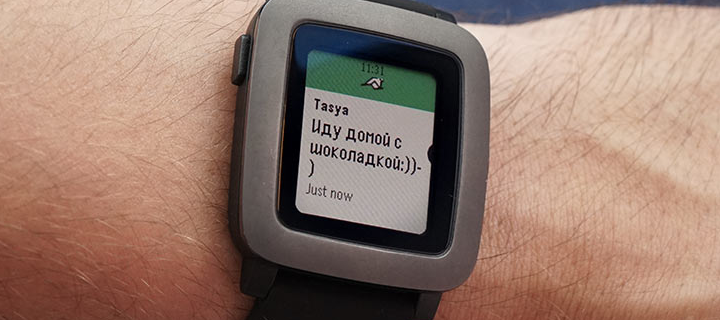 11:31
Tasya
Иду домой с
шоколадкой:))-
)
Just now